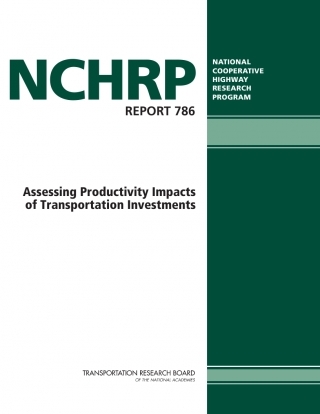 NCHRP
REPORT 786
NATIONAL
COOPERATIVE
HIGHWAY
RESEARCH
PROGRAM
Assessing Productivity Impacts
of Transportation Investments
TRANSPORTATION RESEARCH BOARD
OF THE NATIONAL ACADEMIES